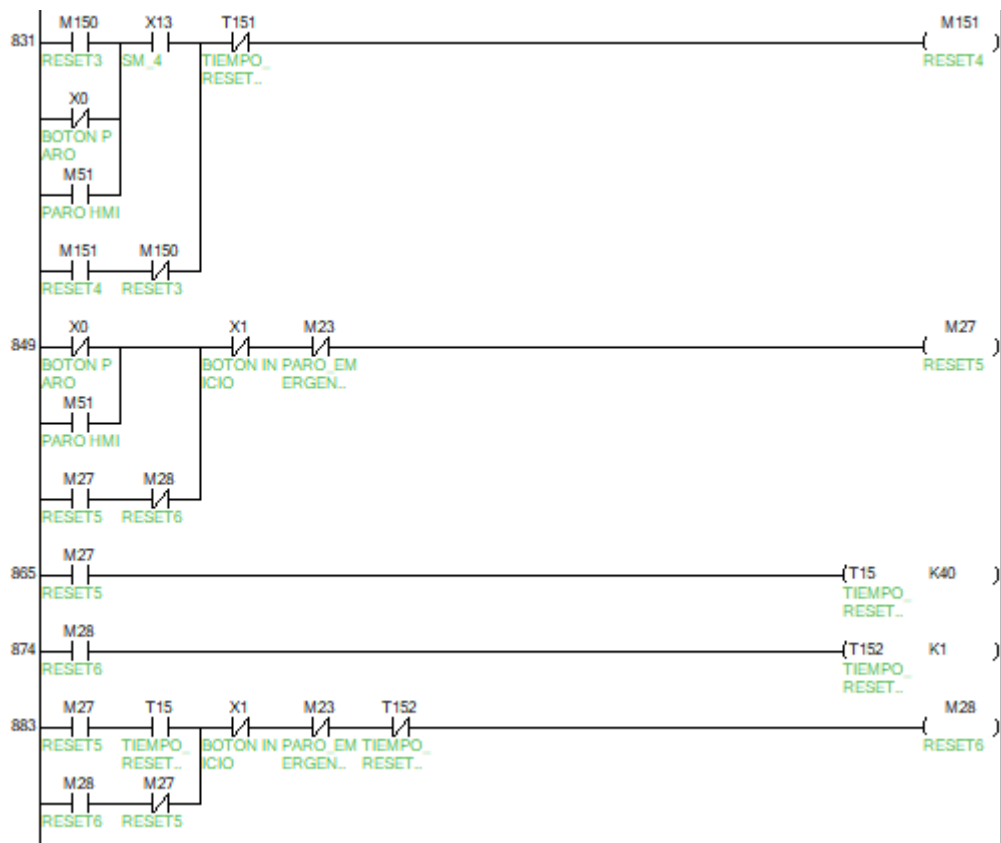 M150 X13 T151 M151
831
RESET3 SM_4 TIEMPO_ RESET4
RESET..
X0
BOTON P
ARO
M51
PARO HMI
M151 M150
RESET4 RESET3
X0 X1 M23 M27
849
BOTON P BOTON IN PARO_EM RESET5
ARO ICIO ERGEN..
M51
PARO HMI
M27 M28
RESET5 RESET6
M27
865 T15 K40
RESET5 TIEMPO_
RESET..
M28
874 T152 K1
RESET6 TIEMPO_
RESET..
M27 T15 X1 M23 T152 M28
883
RESET5 TIEMPO_ BOTON IN PARO_EM TIEMPO_ RESET6
RESET.. ICIO ERGEN.. RESET..
M28 M27
RESET6 RESET5